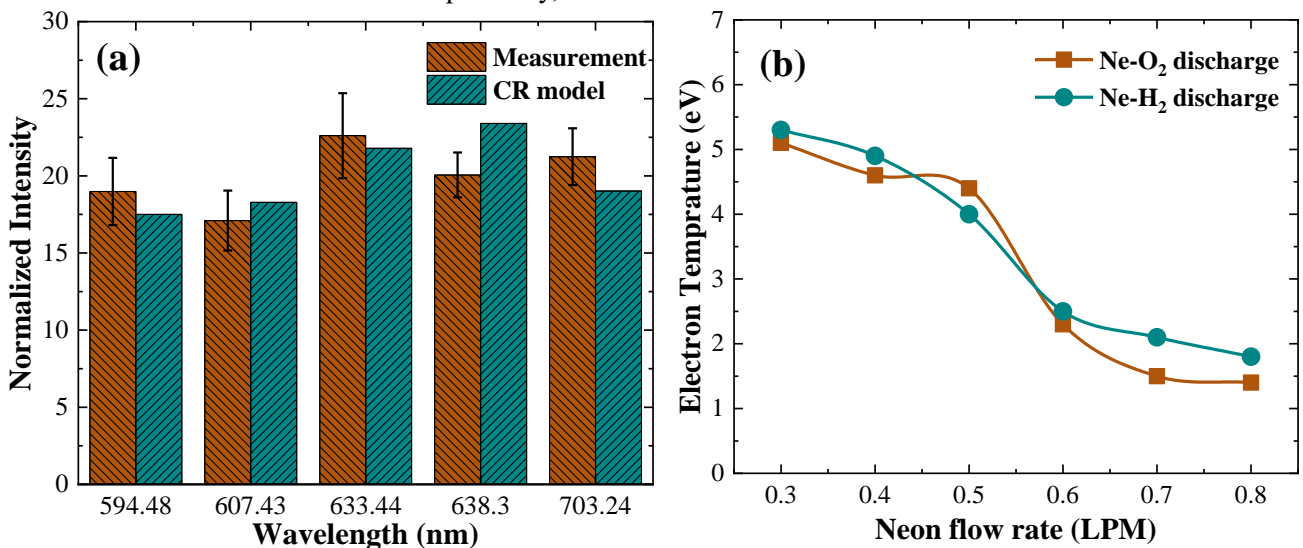 (a)
Measurement
CR model
Normalized Intensity
30
25
20
15
10
5
0
594.48 607.43 633.44 638.3 703.24
Wavelength (nm)
(b)
Ne-O₂ discharge
Ne-H₂ discharge
Electron Temprature (eV)
7
6
5
4
3
2
1
0
0.3 0.4 0.5 0.6 0.7 0.8
Neon flow rate (LPM)